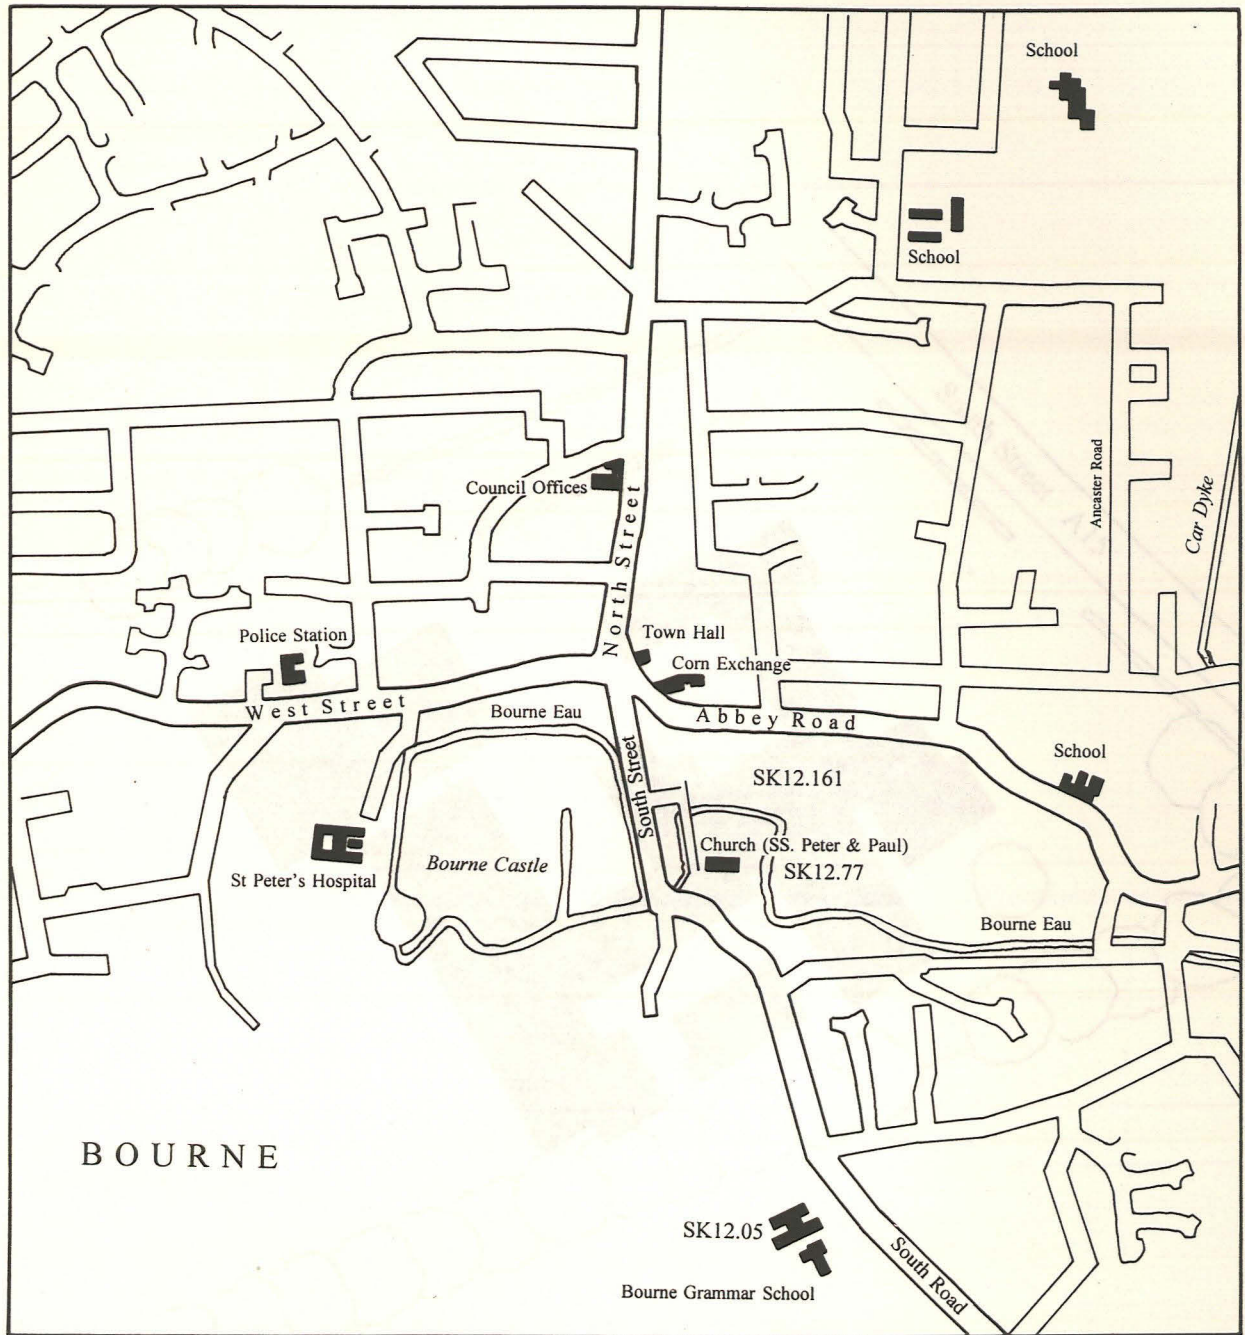 School
School
Ancaster Road
Car Dyke
Council Offices
North Street
Police Station
Town Hall
Corn Exchange
West Street
Bourne Eau
Abbey Road
South Street
School
SK12.161
Church (SS. Peter & Paul)
SK12.77
Bourne Castle
St Peter's Hospital
Bourne Eau
BOURNE
SK12.05
South Road
Bourne Grammar School